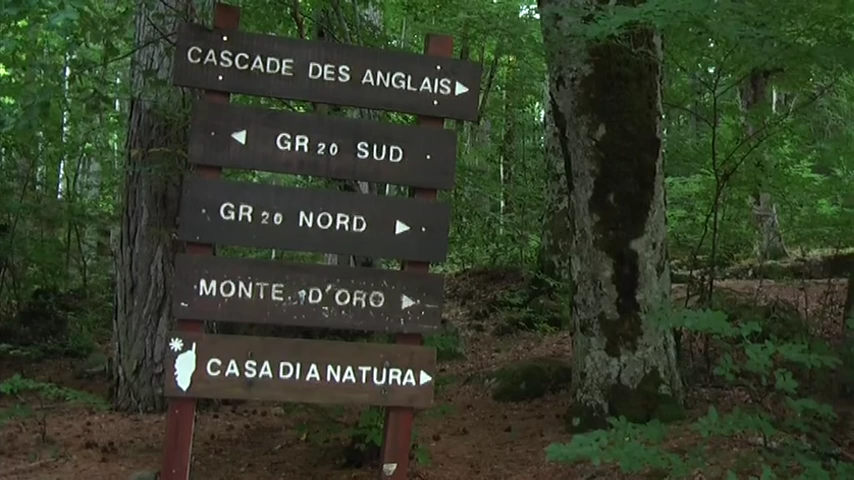 CASCADE DES ANGLAIS
GR 20 SUD
GR 20 NORD
MONTE D'ORO
CASA DI A NATURA